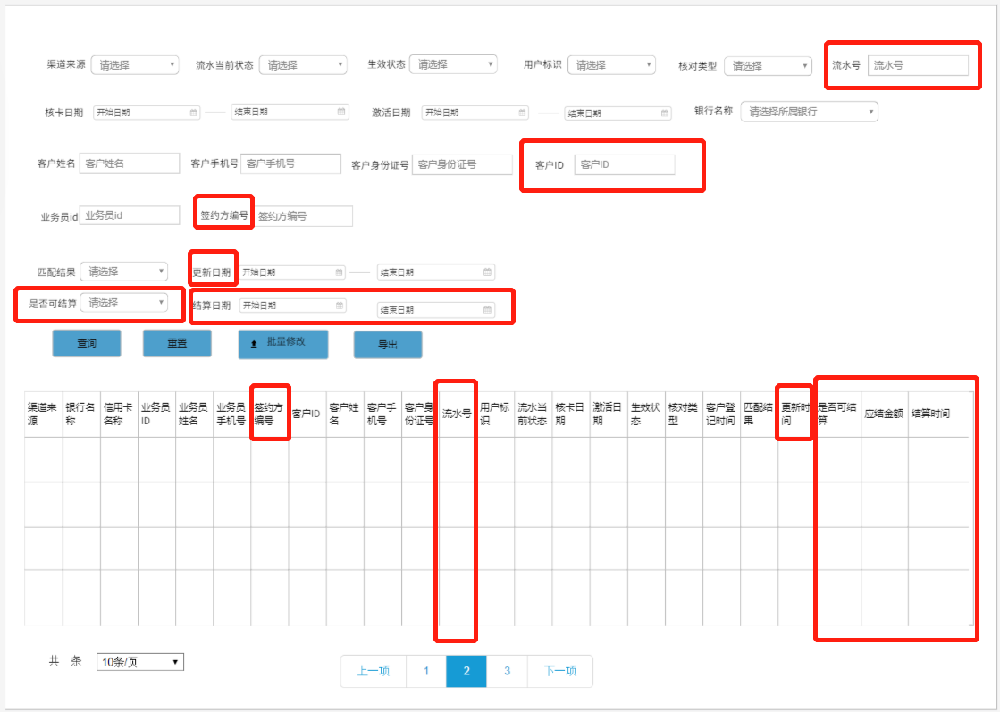 渠道来源 请选择 流水当前状态 请选择 生效状态 请选择 用户标识 请选择 核对类型 请选择 流水号 流水号
核卡日期 开始日期 结束日期 激活日期 开始日期 结束日期 银行名称 请选择所属银行
客户姓名 客户姓名 客户手机号 客户手机号 客户身份证号 客户身份证号 客户ID 客户ID
业务员id 业务员id 签约方编号 签约方编号
匹配结果 请选择 更新日期 开始日期 结束日期
是否可结算 请选择 结算日期 开始日期 结束日期
查询 重置 批量修改 导出
渠道来源 银行名称 信用卡名称 业务员ID 业务员姓名 业务员手机号 签约方编号 客户ID 客户姓名 客户手机号 客户身份证号 流水号 用户标识 流水当前状态 核卡日期 激活日期 生效状态 核对类型 客户登记时间 匹配结果 更新时间 是否可结算 应结金额 结算时间
共 条 10条/页 上一项 1 2 3 下一项